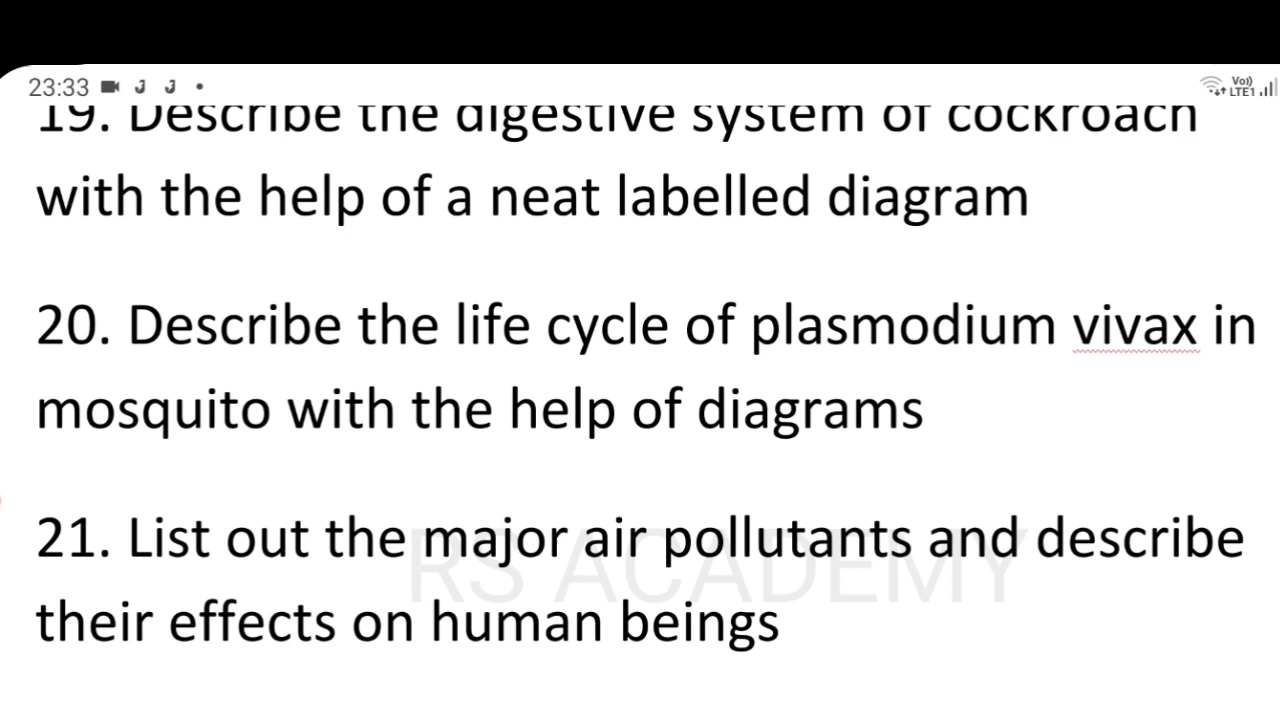 23:33
Vo)
LTE1
19. Describe the digestive system of cockroach
with the help of a neat labelled diagram
20. Describe the life cycle of plasmodium vivax in
mosquito with the help of diagrams
21. List out the major air pollutants and describe
RS ACADEMY
their effects on human beings